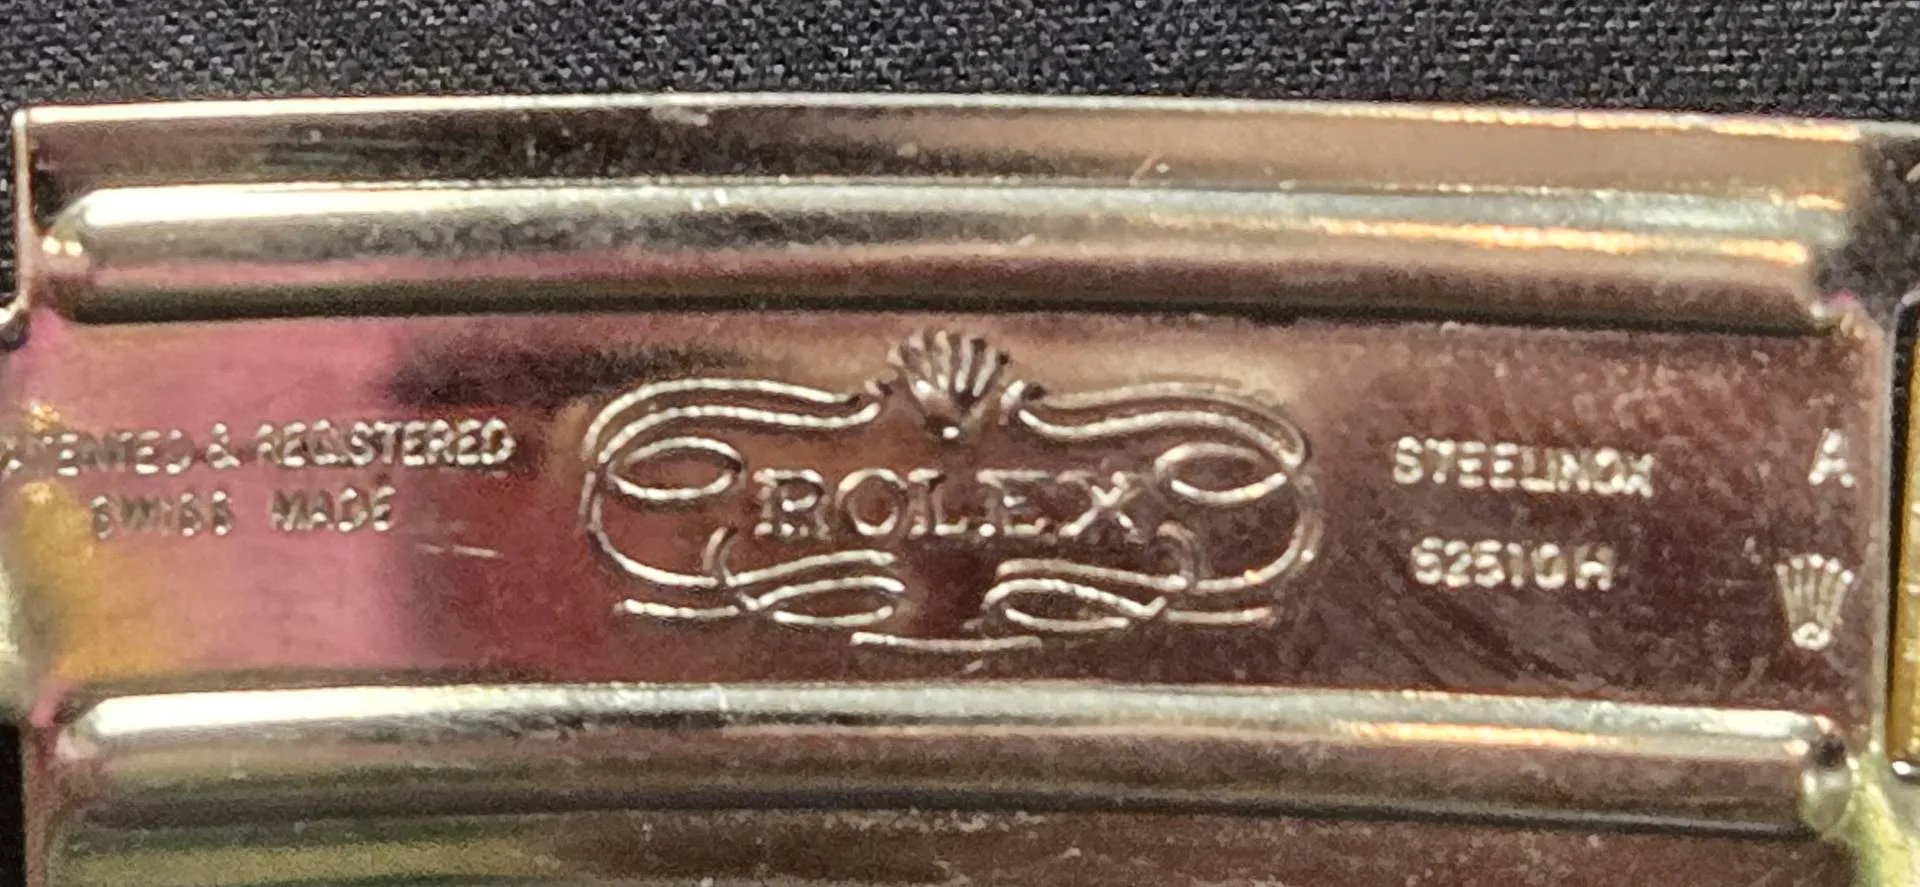 PATENTED & REGISTERED
SWISS MADE
ROLEX
STEELINOX
62510H
A